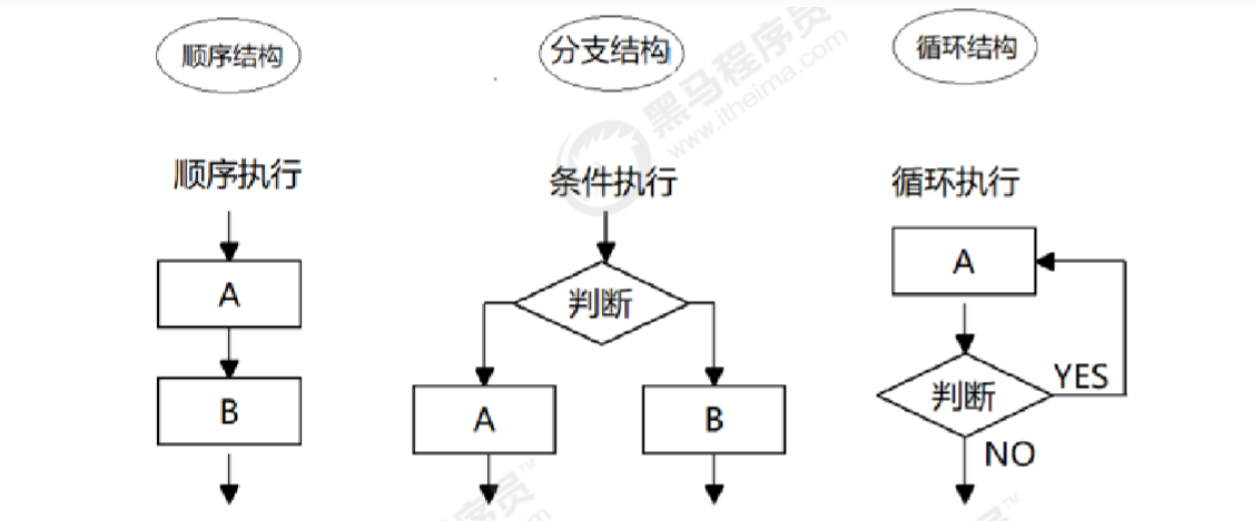 顺序结构
分支结构
循环结构
黑马程序员
www.itheima.com
顺序执行
条件执行
循环执行
A
B
判断
A
B
A
判断
YES
NO